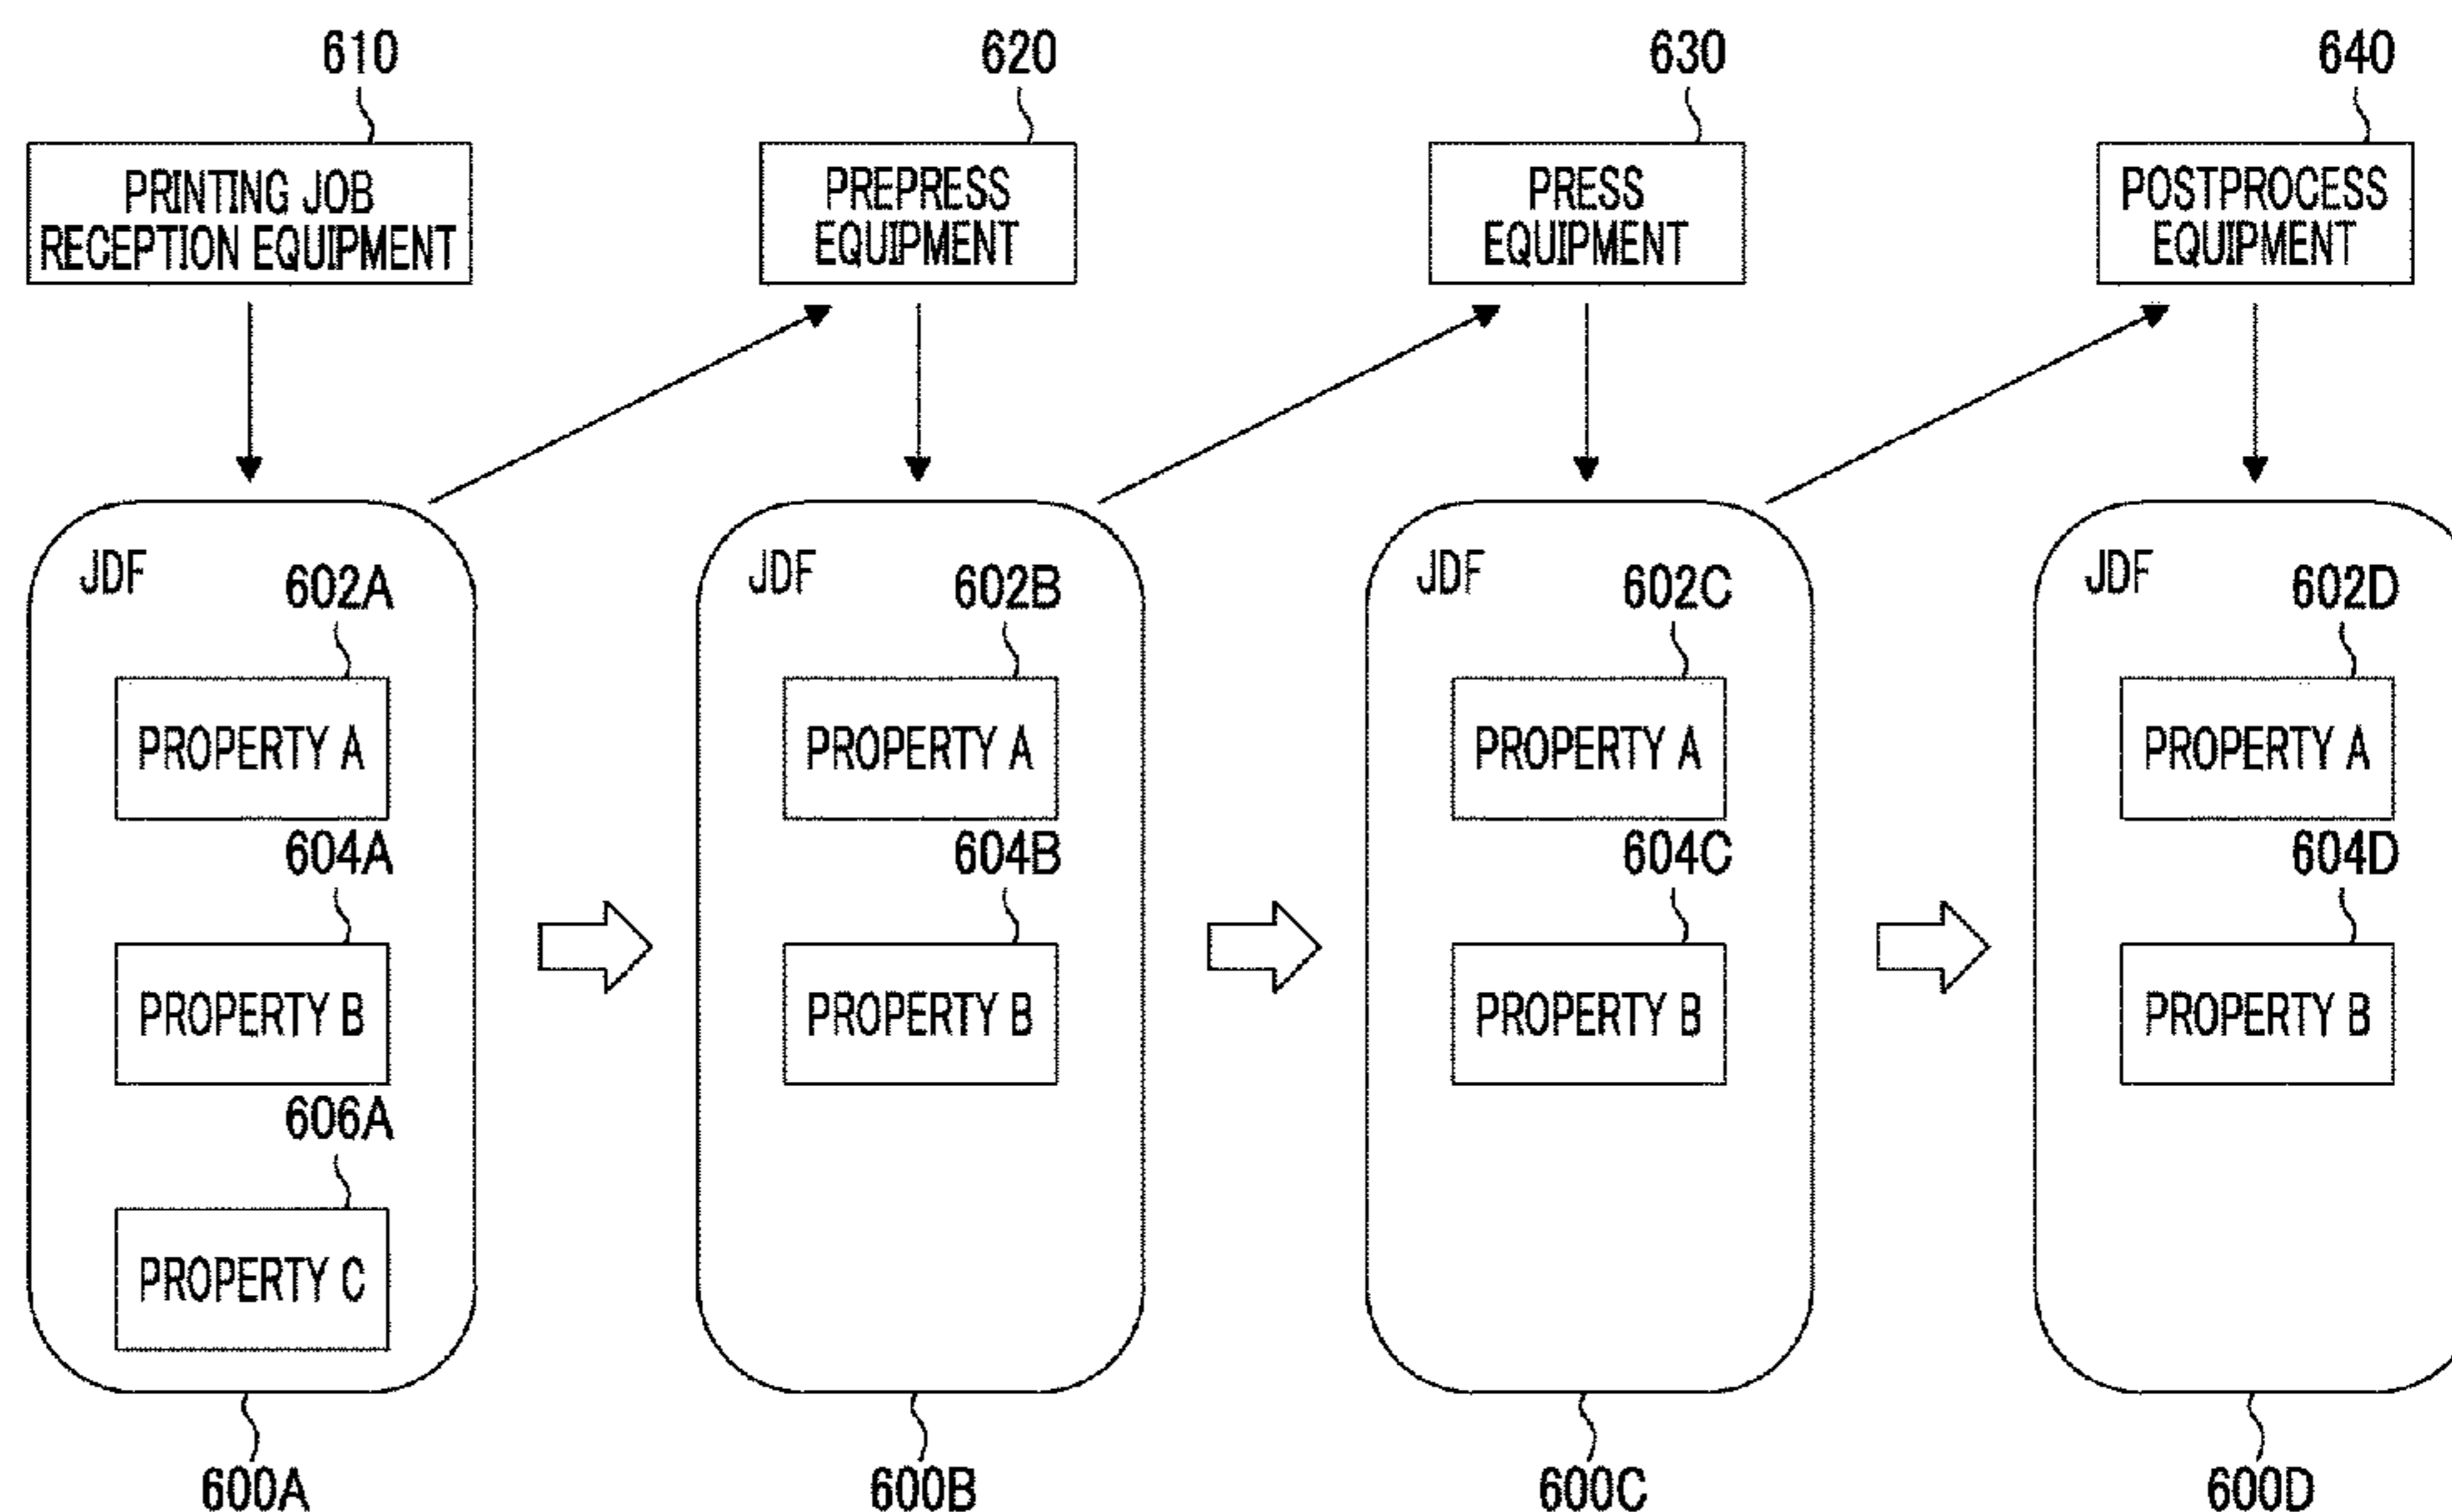 610
620
630
640
PRINTING JOB
RECEPTION EQUIPMENT
PREPRESS
EQUIPMENT
PRESS
EQUIPMENT
POSTPROCESS
EQUIPMENT
JDF
602A
PROPERTY A
604A
PROPERTY B
606A
PROPERTY C
600A
JDF
602B
PROPERTY A
604B
PROPERTY B
600B
JDF
602C
PROPERTY A
604C
PROPERTY B
600C
JDF
602D
PROPERTY A
604D
PROPERTY B
600D